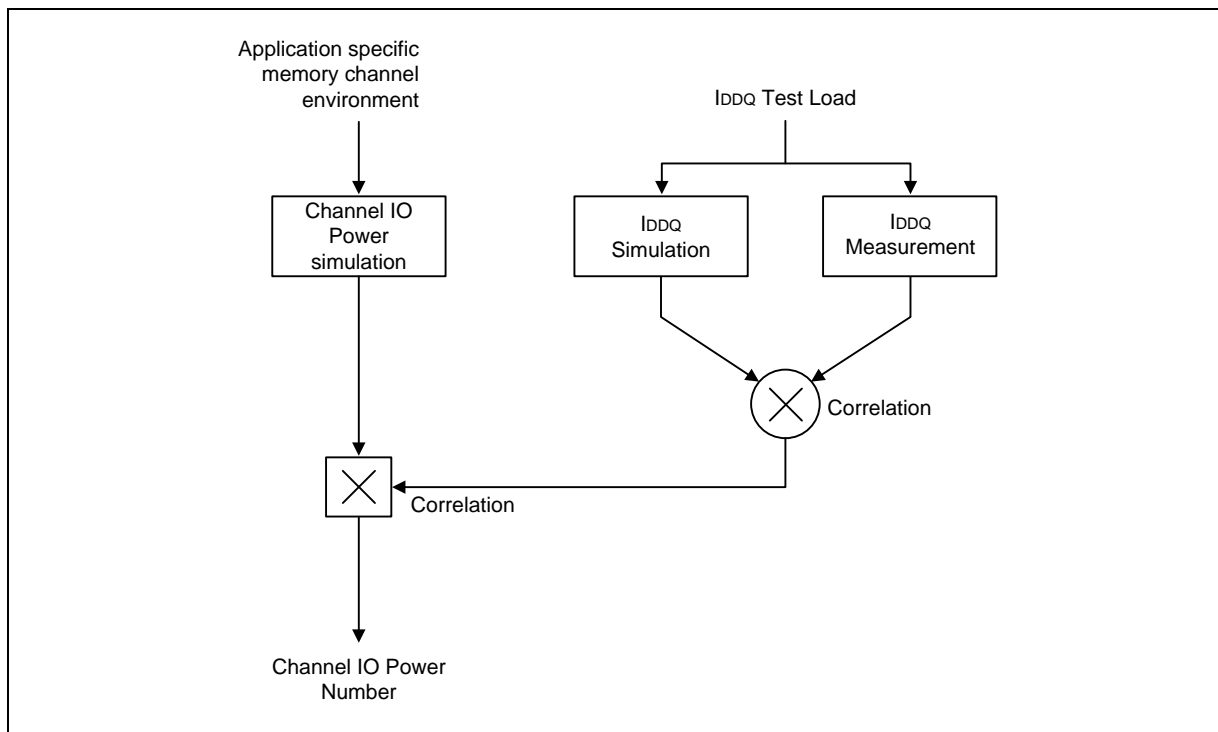 Application specific
memory channel
environment
IDDQ Test Load
Channel IO
Power
simulation
IDDQ
Simulation
IDDQ
Measurement
Correlation
Correlation
Channel IO Power
Number